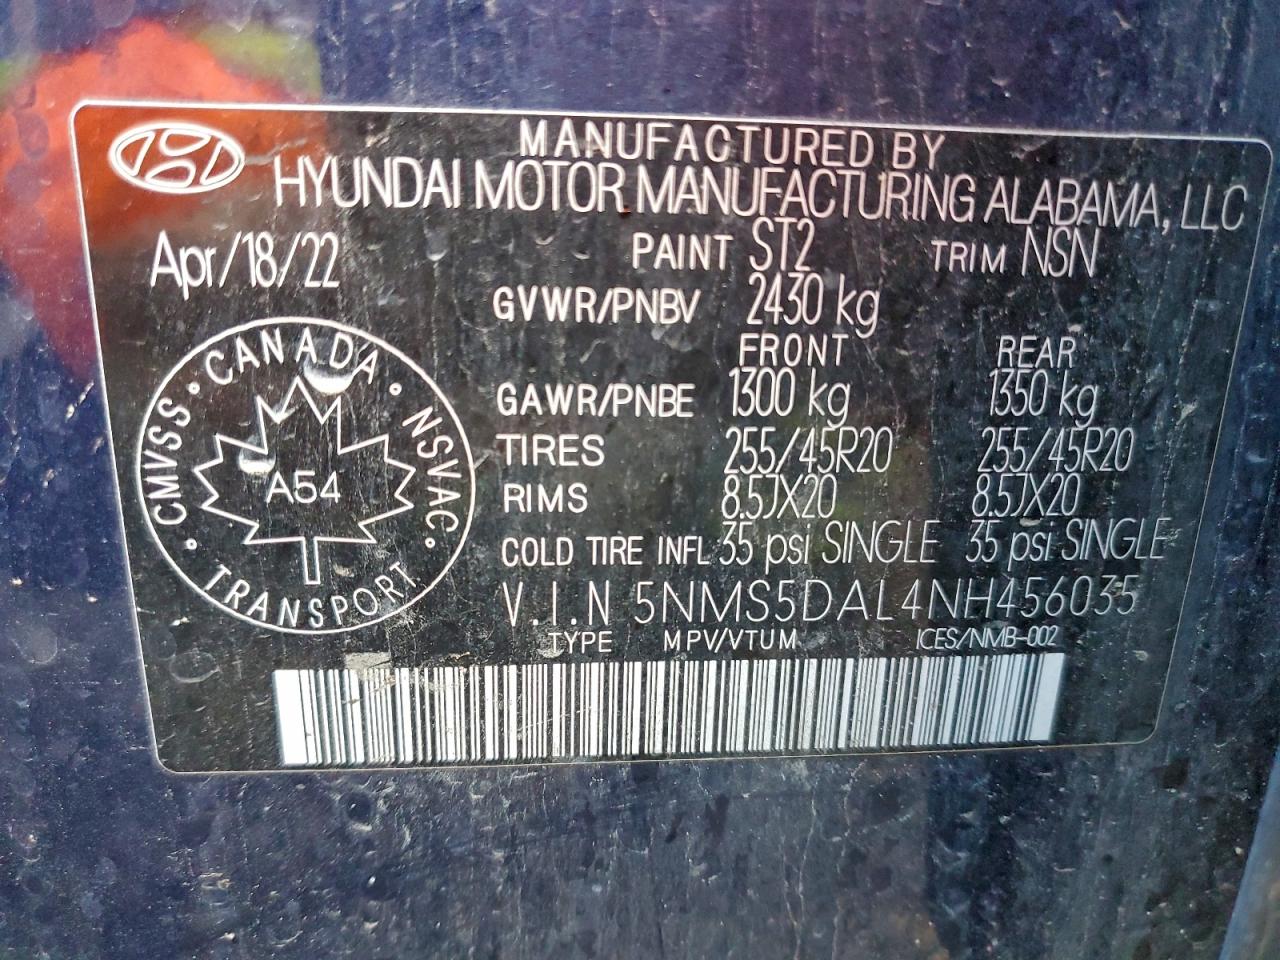 MANUFACTURED BY
HYUNDAI MOTOR MANUFACTURING ALABAMA, LLC
Apr/18/22 PAINT ST2 TRIM NSN
GVWR/PNBV 2430 kg
FRONT REAR
GAWR/PNBE 1300 kg 1350 kg
TIRES 255/45R20 255/45R20
RIMS 8.5JX20 8.5JX20
COLD TIRE INFL 35 psi SINGLE 35 psi SINGLE
V.I.N 5NMS5DAL4NH456035
TYPE MPV/VTUM ICES/NMB-002
CANADA · NSVAC · TRANSPORT · CMVSS ·
A54